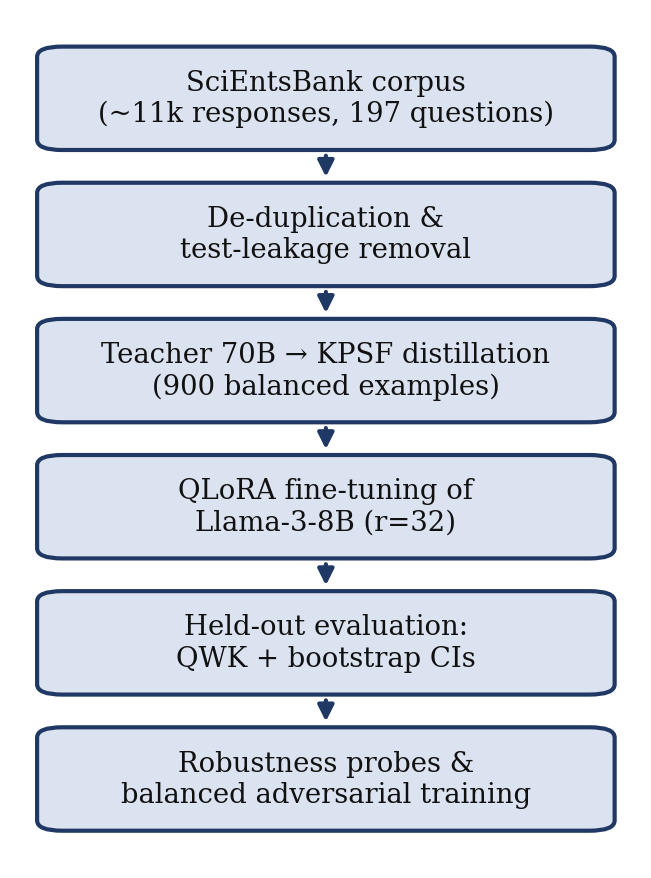 SciEntsBank corpus
(~11k responses, 197 questions)
De-duplication &
test-leakage removal
Teacher 70B → KPSF distillation
(900 balanced examples)
QLoRA fine-tuning of
Llama-3-8B (r=32)
Held-out evaluation:
QWK + bootstrap CIs
Robustness probes &
balanced adversarial training